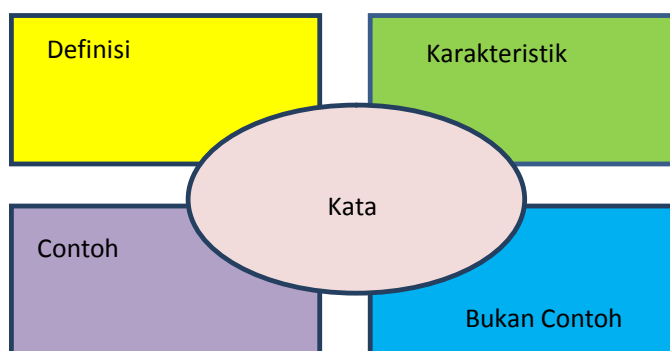 Definisi
Karakteristik
Kata
Contoh
Bukan Contoh